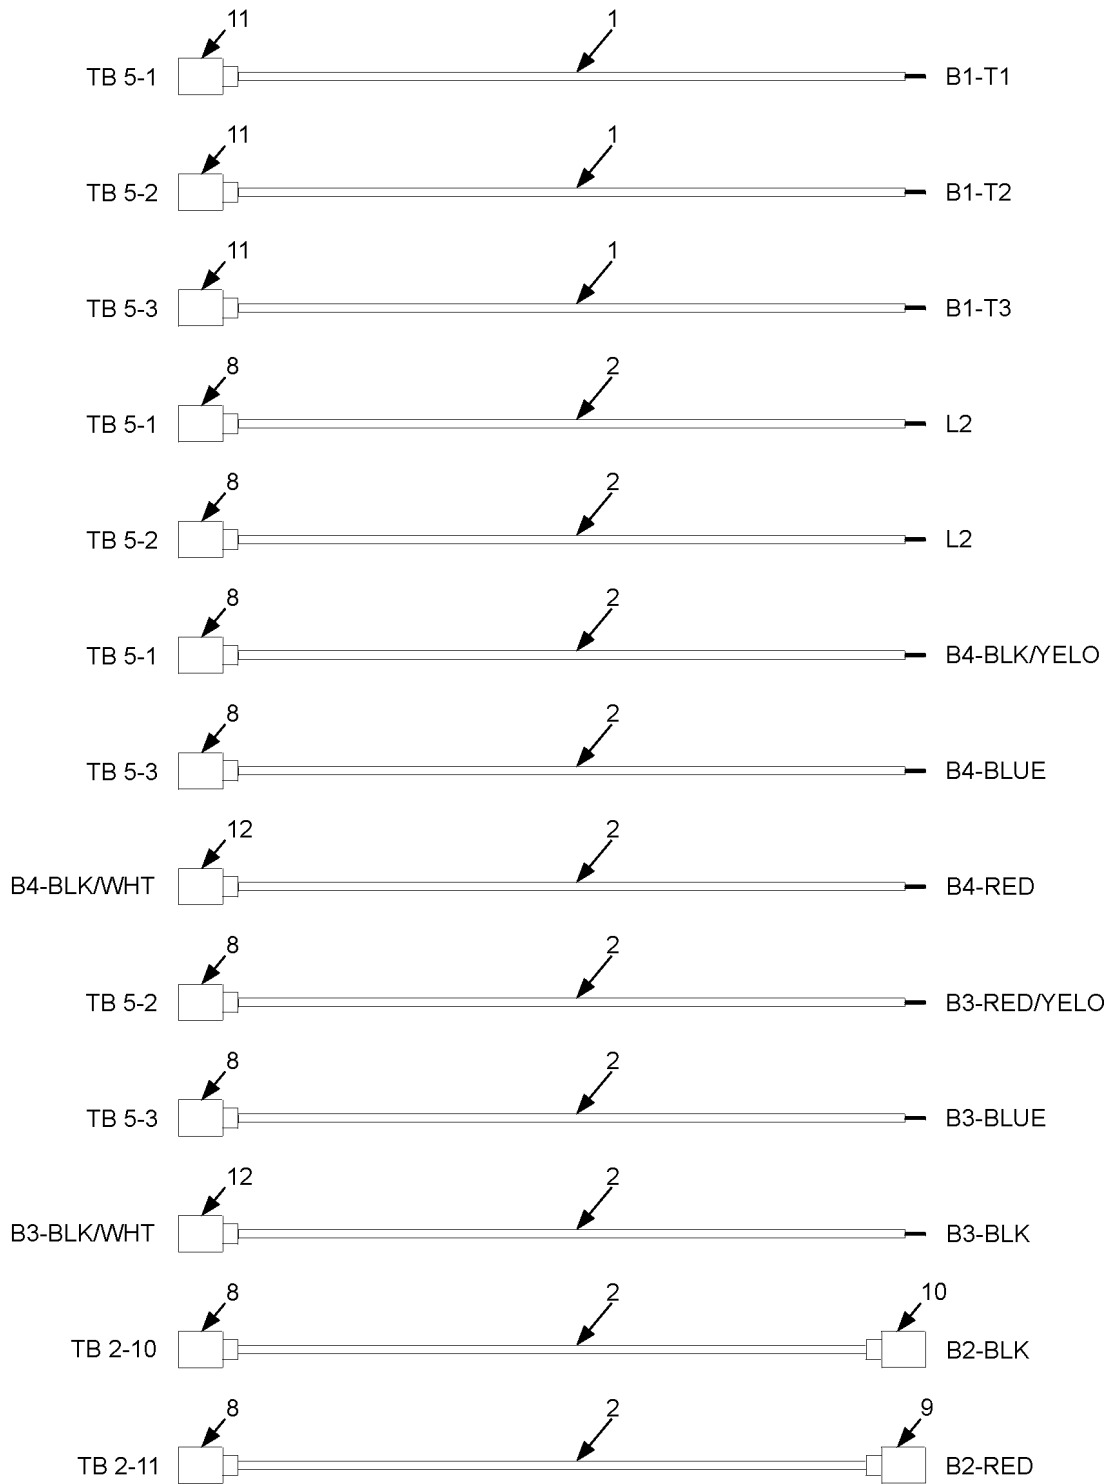 11 1
TB 5-1 B1-T1
11 1
TB 5-2 B1-T2
11 1
TB 5-3 B1-T3
8 2
TB 5-1 L2
8 2
TB 5-2 L2
8 2
TB 5-1 B4-BLK/YELO
8 2
TB 5-3 B4-BLUE
12 2
B4-BLK/WHT B4-RED
8 2
TB 5-2 B3-RED/YELO
8 2
TB 5-3 B3-BLUE
12 2
B3-BLK/WHT B3-BLK
8 2 10
TB 2-10 B2-BLK
8 2 9
TB 2-11 B2-RED